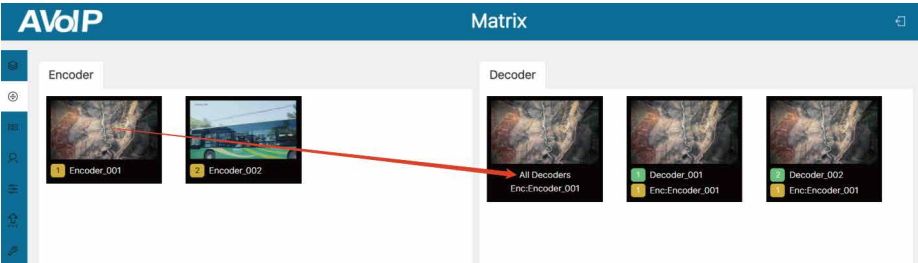 AVoIP
Matrix
Encoder
Decoder
1 Encoder_001
2 Encoder_002
All Decoders
Enc:Encoder_001
1 Decoder_001
1 Enc:Encoder_001
2 Decoder_002
1 Enc:Encoder_001